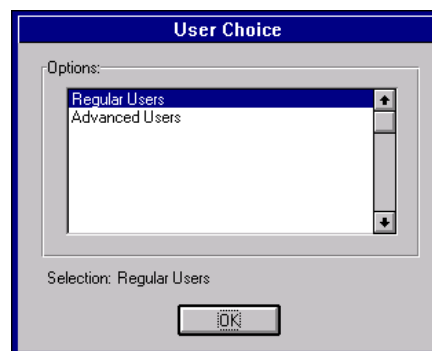 User Choice
Options:
Regular Users
Advanced Users
Selection: Regular Users
OK